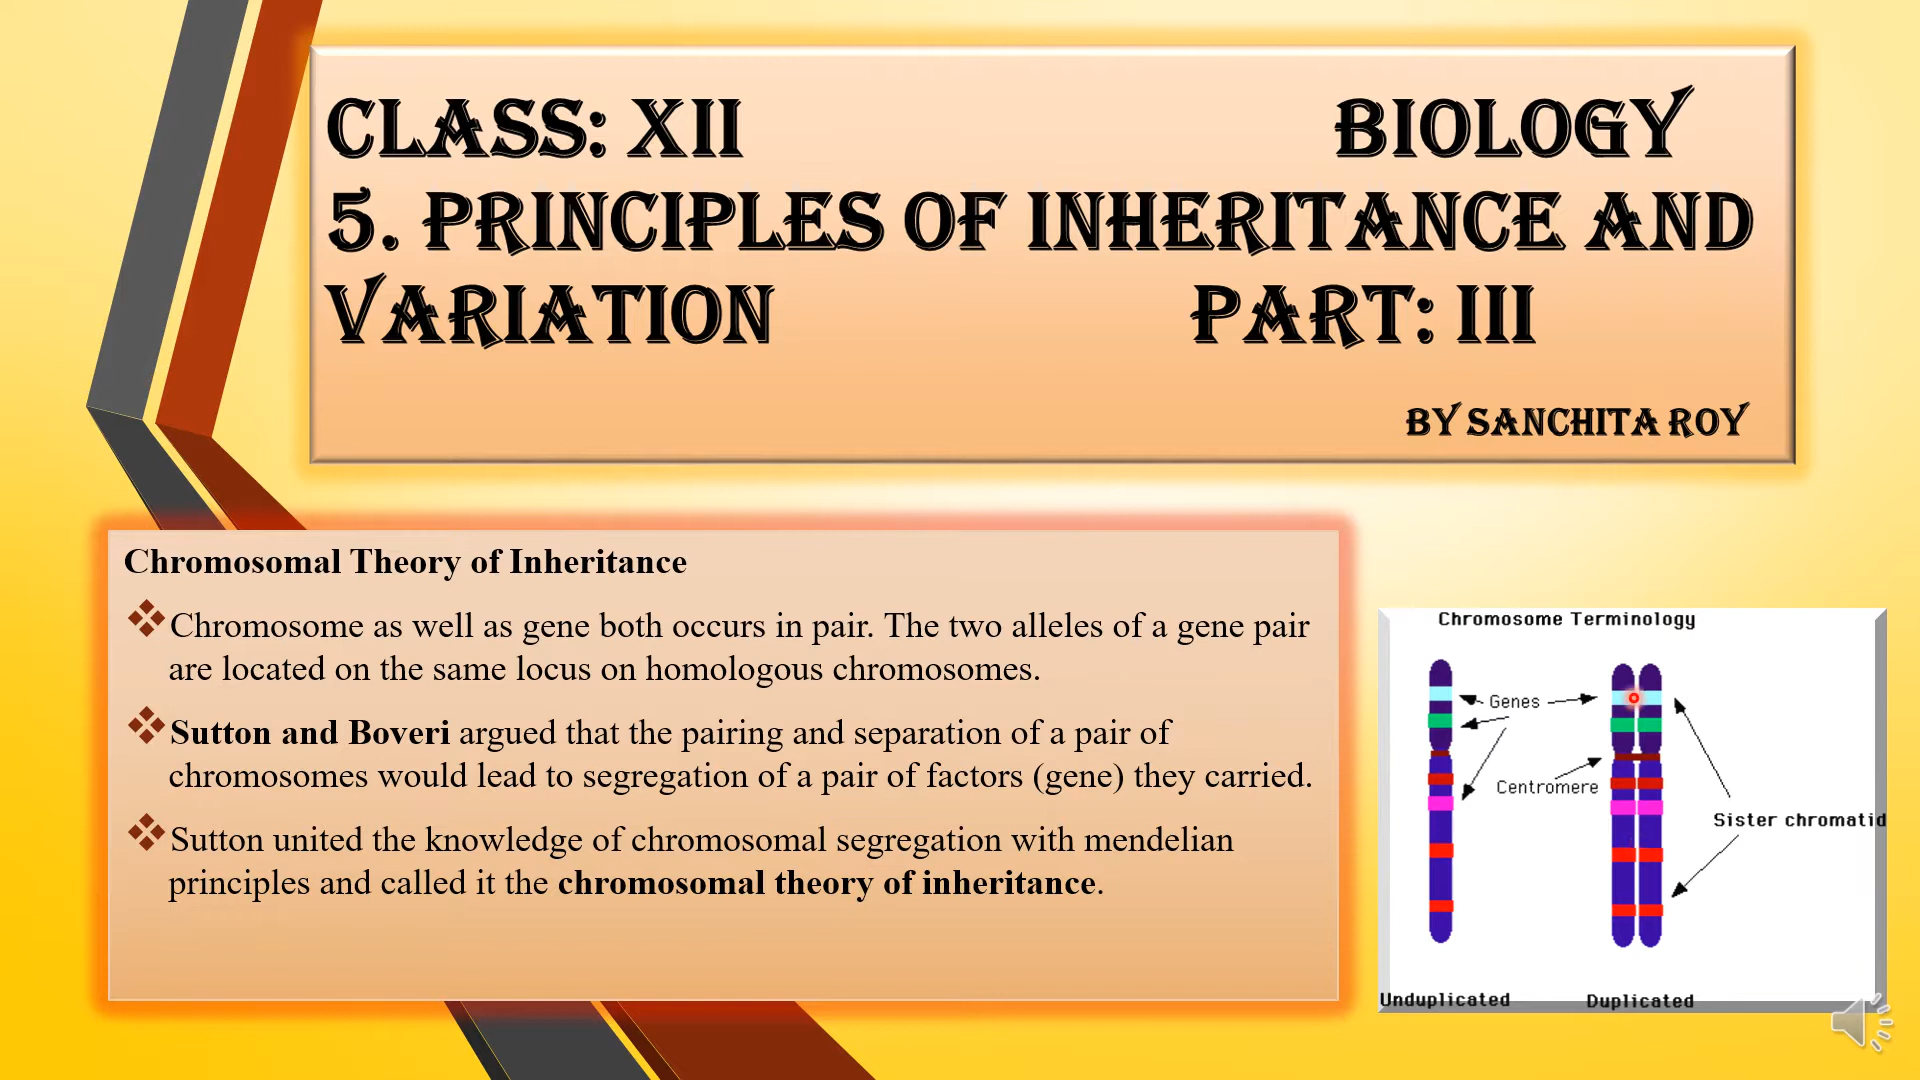 CLASS: XII BIOLOGY
5. PRINCIPLES OF INHERITANCE AND
VARIATION PART: III
BY SANCHITA ROY
Chromosomal Theory of Inheritance
❖Chromosome as well as gene both occurs in pair. The two alleles of a gene pair
are located on the same locus on homologous chromosomes.
❖Sutton and Boveri argued that the pairing and separation of a pair of
chromosomes would lead to segregation of a pair of factors (gene) they carried.
❖Sutton united the knowledge of chromosomal segregation with mendelian
principles and called it the chromosomal theory of inheritance.
Chromosome Terminology
Genes
Centromere
Sister chromatid
Unduplicated
Duplicated